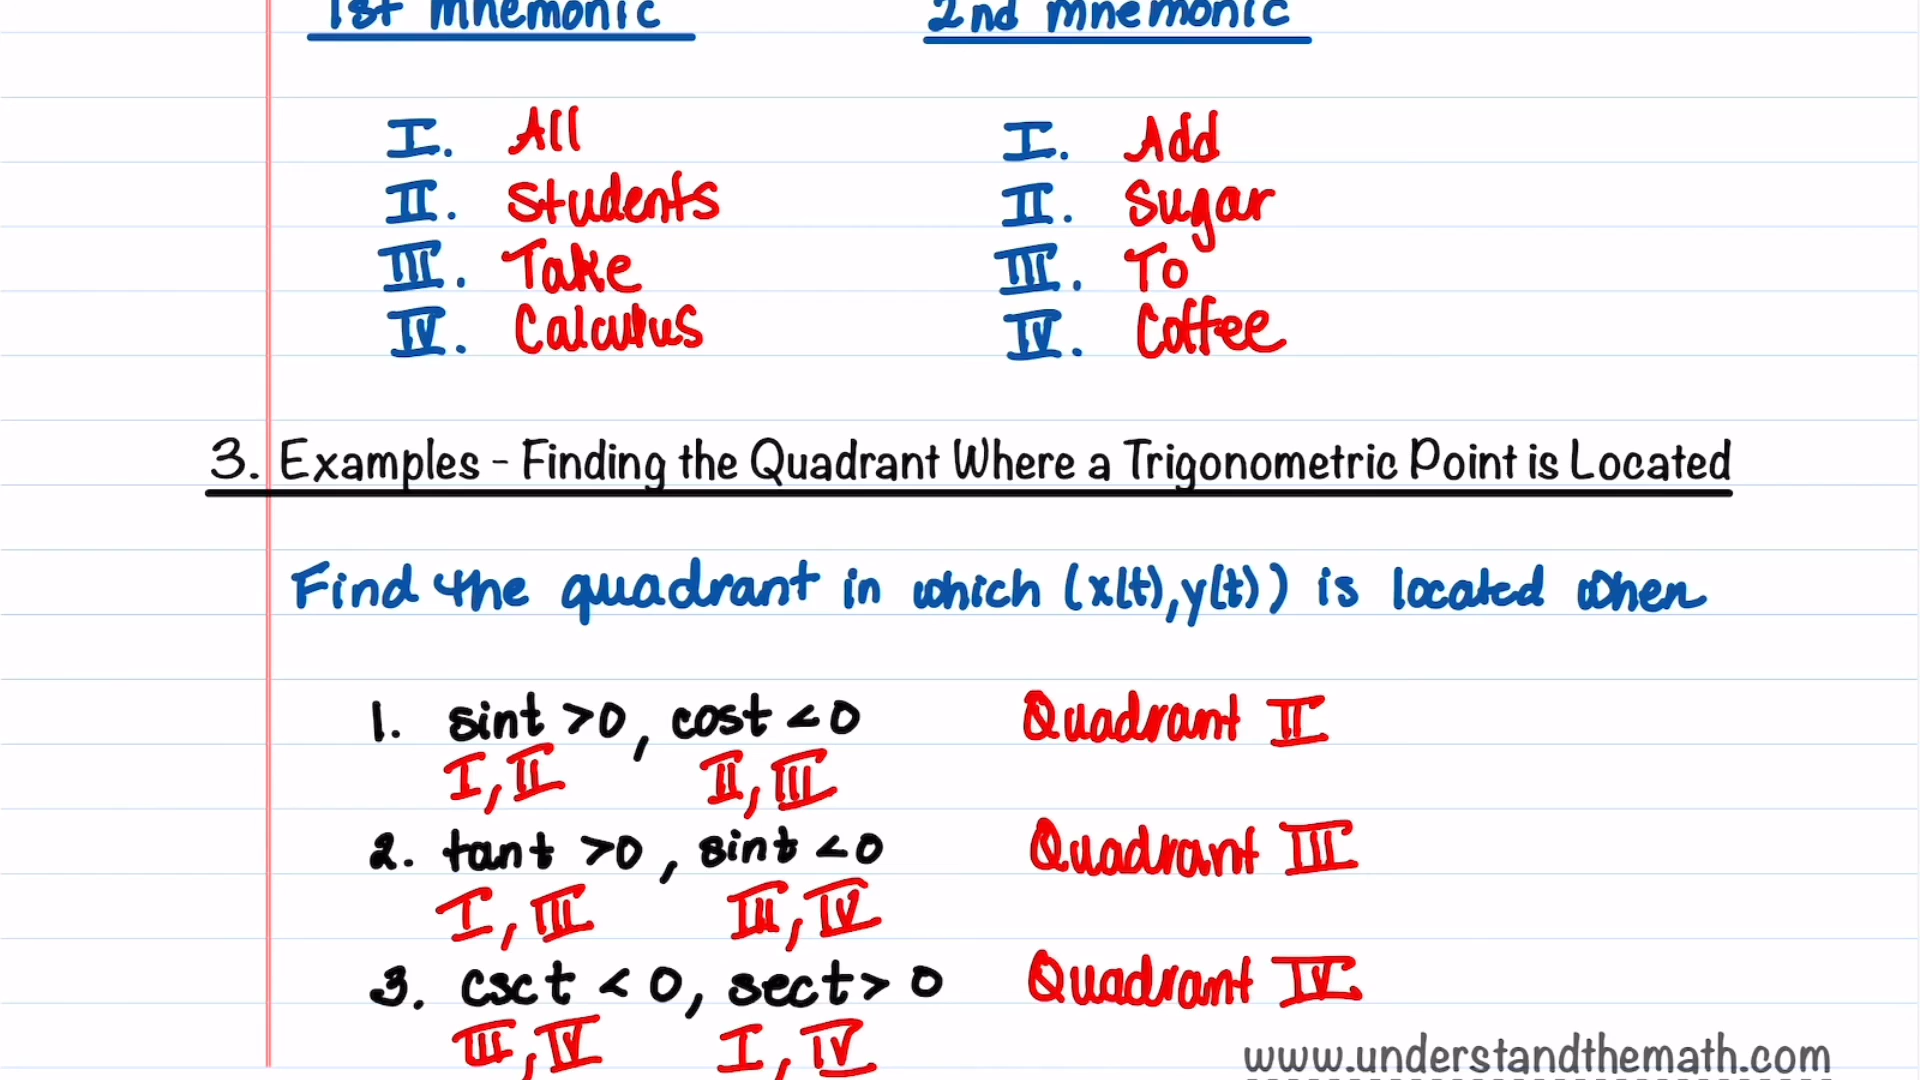 1st mnemonic 2nd mnemonic
I. All I. Add
II. Students II. Sugar
III. Take III. To
IV. Calculus IV. Coffee
3. Examples - Finding the Quadrant Where a Trigonometric Point is Located
Find the quadrant in which (x(t),y(t)) is located when
1. sint >0, cost <0 Quadrant II
I, II II, III
2. tant >0, sint <0 Quadrant III
I, III III, IV
3. csct < 0, sect > 0 Quadrant IV
III, IV I, IV
www.understandthemath.com